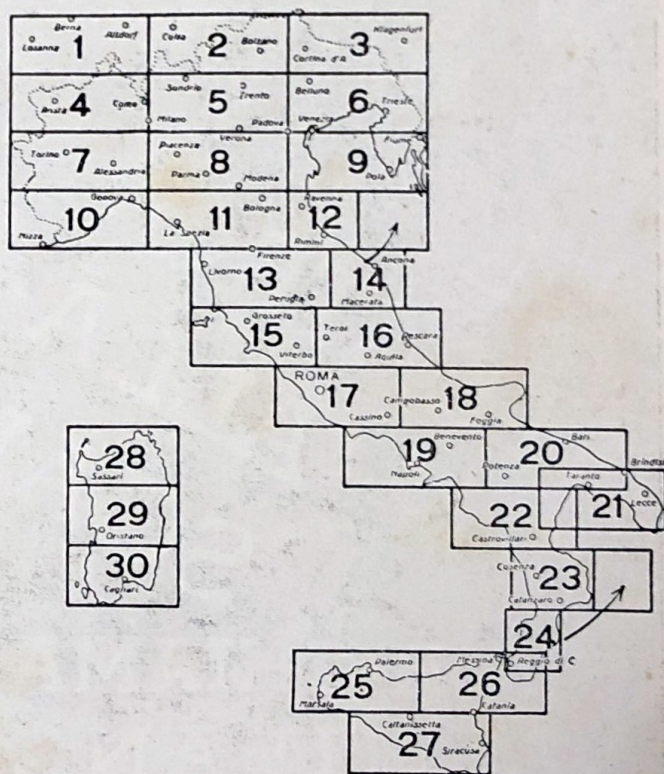 Berna
Losanna
Altdorf
1
Coira
Bolzano
2
Klagenfurt
Cortina d'A
3
Aosta
4
Como
Sondrio
Trento
5
Milano
Verona
Padova
Belluno
6
Trieste
Venezia
Torino
7
Alessandria
Piacenza
Parma
8
Modena
9
Pola
Genova
Nizza
10
La Spezia
11
Bologna
Ravenna
12
Rimini
Firenze
Livorno
13
Perugia
Ancona
14
Macerata
Grosseto
15
Viterbo
16
Pescara
Aquila
ROMA
17
Cassino
Campobasso
18
Foggia
Benevento
19
Napoli
Bari
20
Brindisi
Potenza
Taranto
21
Lecce
22
Castrovillari
Cosenza
23
Catanzaro
24
Reggio di C.
Messina
28
Sassari
29
Oristano
30
Cagliari
Palermo
25
Marsala
26
Catania
Caltanissetta
27
Siracusa